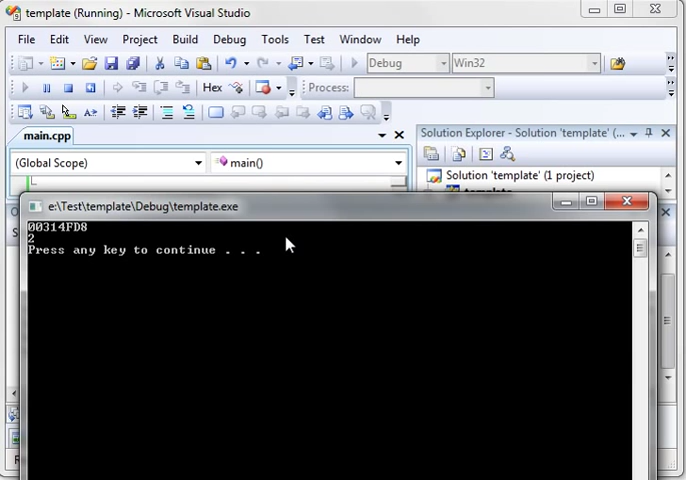 template (Running) - Microsoft Visual Studio
File Edit View Project Build Debug Tools Test Window Help
Debug Win32
Hex Process:
main.cpp
Solution Explorer - Solution 'template' (...
(Global Scope) main()
Solution 'template' (1 project)
template
e:\Test\template\Debug\template.exe
00314FD8
2
Press any key to continue . . .